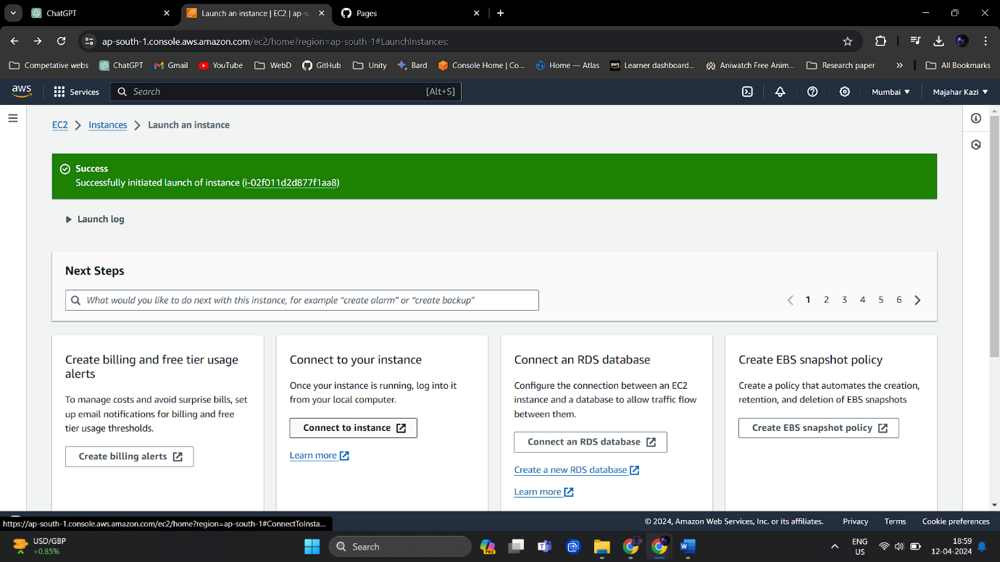 ChatGPT
Launch an instance | EC2 | ap-so
Pages
ap-south-1.console.aws.amazon.com/ec2/home?region=ap-south-1#LaunchInstances:
Competative webs
ChatGPT
Gmail
YouTube
WebD
GitHub
Unity
Bard
Console Home | Co...
Home — Atlas
Learner dashboard...
Aniwatch Free Anim...
Research paper
»
All Bookmarks
aws
Services
Search
[Alt+S]
Mumbai
Majahar Kazi
EC2
Instances
Launch an instance
Success
Successfully initiated launch of instance (i-02f011d2d877f1aa8)
Launch log
Next Steps
What would you like to do next with this instance, for example “create alarm” or “create backup”
1 2 3 4 5 6
Create billing and free tier usage
alerts
To manage costs and avoid surprise bills, set
up email notifications for billing and free
tier usage thresholds.
Create billing alerts
Connect to your instance
Once your instance is running, log into it
from your local computer.
Connect to instance
Learn more
Connect an RDS database
Configure the connection between an EC2
instance and a database to allow traffic flow
between them.
Connect an RDS database
Create a new RDS database
Learn more
Create EBS snapshot policy
Create a policy that automates the creation,
retention, and deletion of EBS snapshots
Create EBS snapshot policy
https://ap-south-1.console.aws.amazon.com/ec2/home?region=ap-south-1#ConnectToInsta...
© 2024, Amazon Web Services, Inc. or its affiliates.
Privacy
Terms
Cookie preferences
USD/GBP
+0.85%
Search
PRE
ENG
US
18:59
12-04-2024